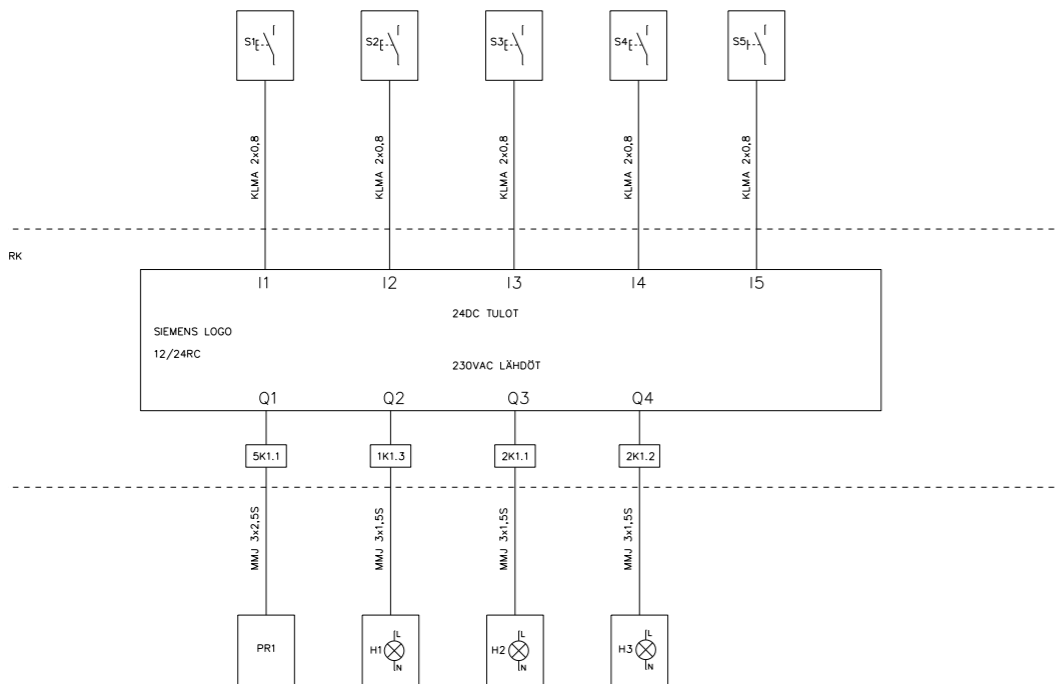 S1 S2 S3 S4 S5
KLMA 2x0,8 KLMA 2x0,8 KLMA 2x0,8 KLMA 2x0,8 KLMA 2x0,8
RK
I1 I2 I3 I4 I5
24DC TULOT
SIEMENS LOGO
12/24RC
230VAC LÄHDÖT
Q1 Q2 Q3 Q4
5K1.1 1K1.3 2K1.1 2K1.2
MMJ 3x2,5S MMJ 3x1,5S MMJ 3x1,5S MMJ 3x1,5S
L L L
PR1 H1 H2 H3
N N N